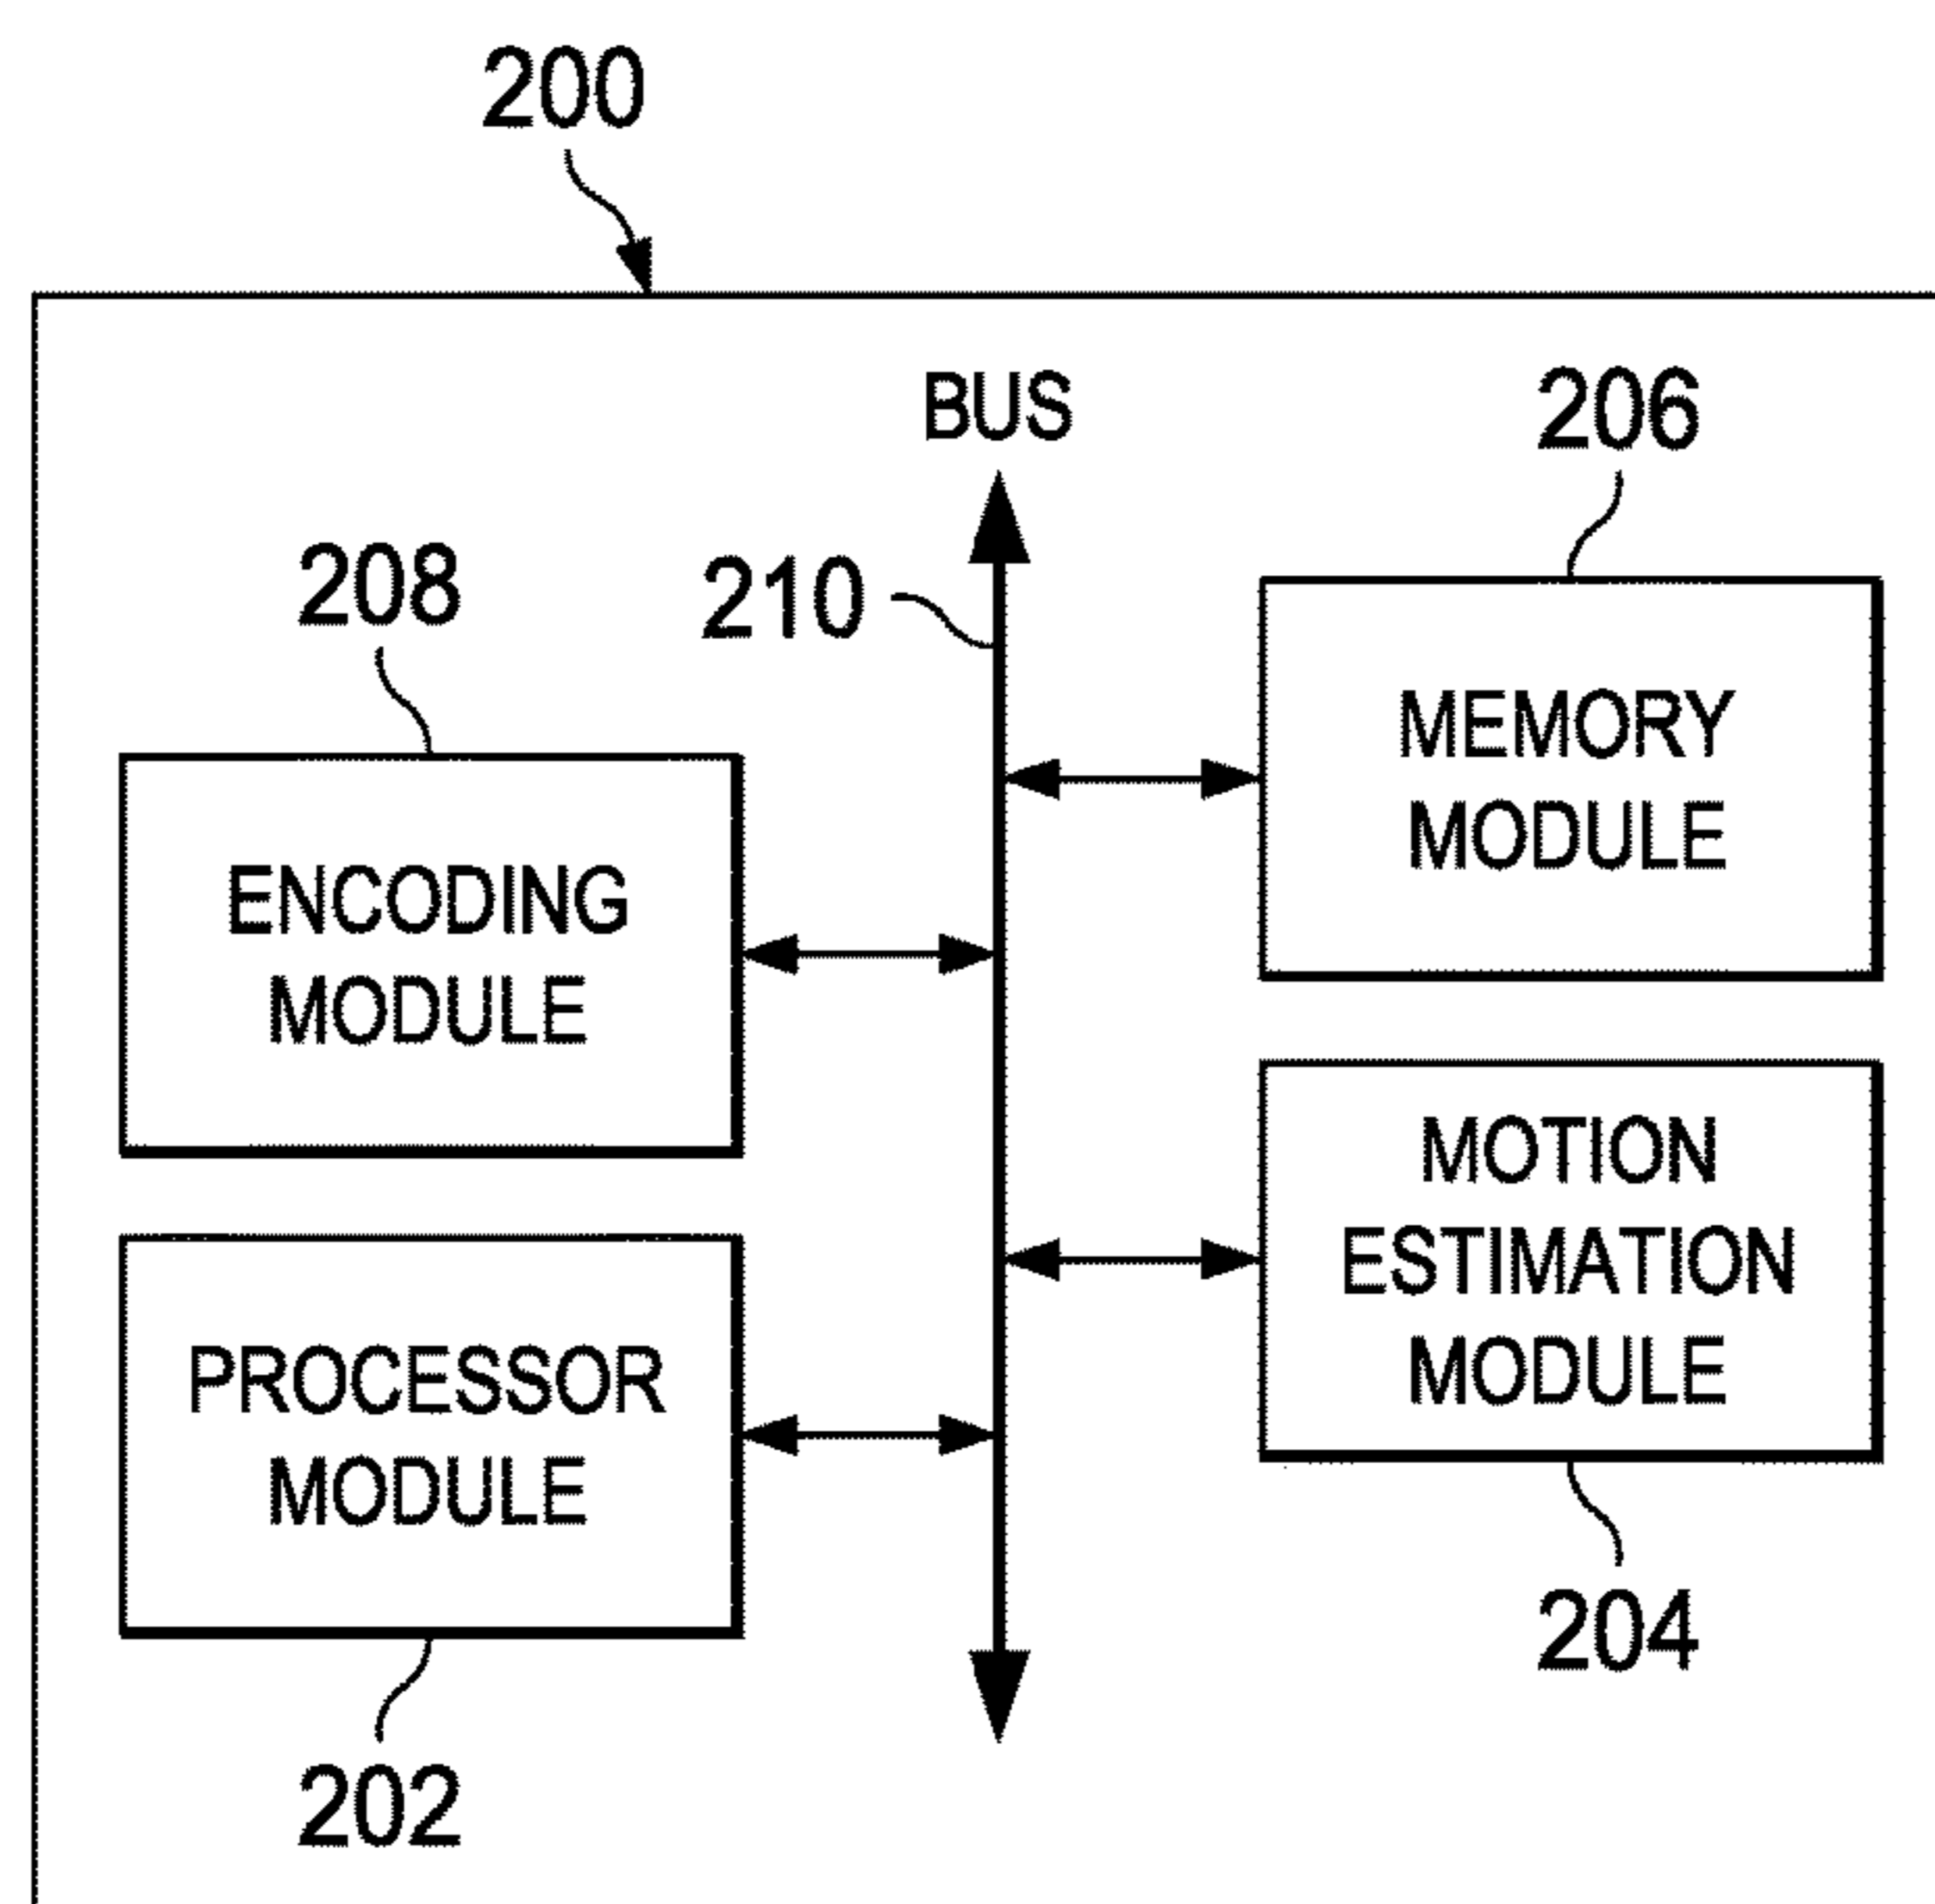 200
BUS
206
208
210
MEMORY
MODULE
ENCODING
MODULE
MOTION
ESTIMATION
MODULE
PROCESSOR
MODULE
204
202